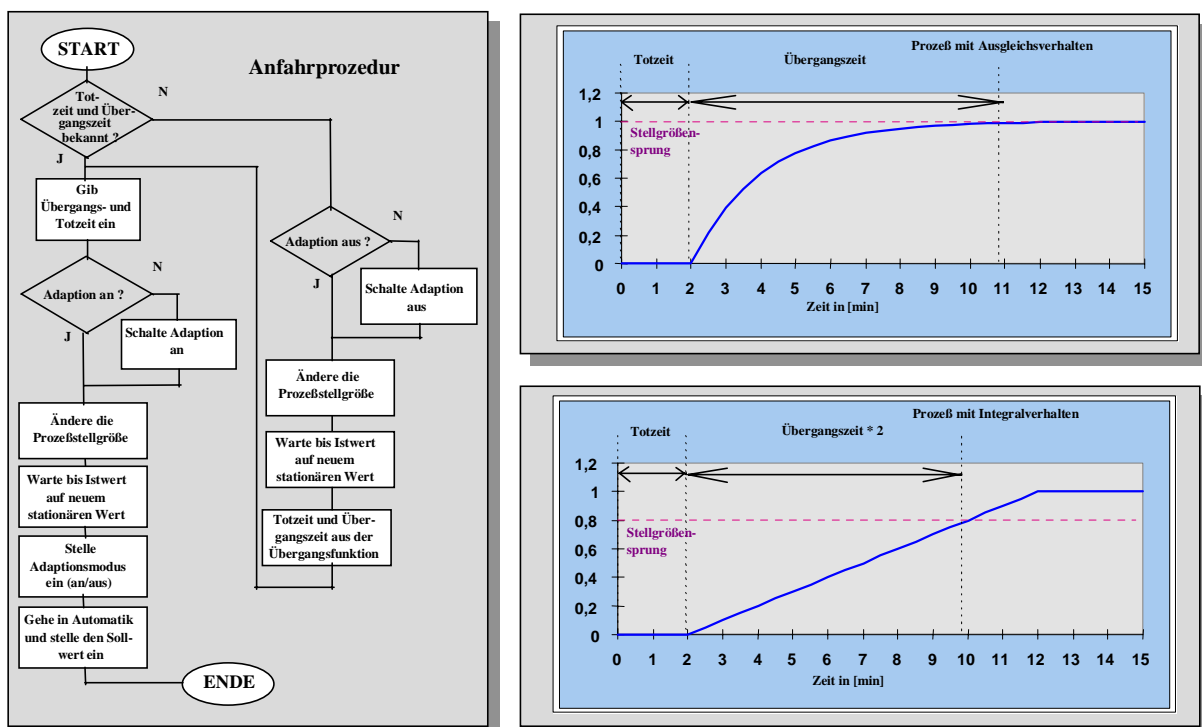 START
Anfahrprozedur
N
Tot-
zeit und Über-
gangszeit
bekannt ?
J
Gib
Übergangs- und
Totzeit ein
N
Adaption an ?
J
Schalte Adaption
an
Ändere die
Prozeßstellgröße
Warte bis Istwert
auf neuem
stationären Wert
Stelle
Adaptionsmodus
ein (an/aus)
Gehe in Automatik
und stelle den Soll-
wert ein
ENDE
N
Adaption aus ?
J
Schalte Adaption
aus
Ändere die
Prozeßstellgröße
Warte bis Istwert
auf neuem
stationären Wert
Totzeit und Über-
gangszeit aus der
Übergangsfunktion
Prozeß mit Ausgleichsverhalten
Totzeit Übergangszeit
1,2
1
Stellgrößen-
sprung
0,8
0,6
0,4
0,2
0
0 1 2 3 4 5 6 7 8 9 10 11 12 13 14 15
Zeit in [min]
Prozeß mit Integralverhalten
Totzeit Übergangszeit * 2
1,2
1
0,8
Stellgrößen-
sprung
0,6
0,4
0,2
0
0 1 2 3 4 5 6 7 8 9 10 11 12 13 14 15
Zeit in [min]